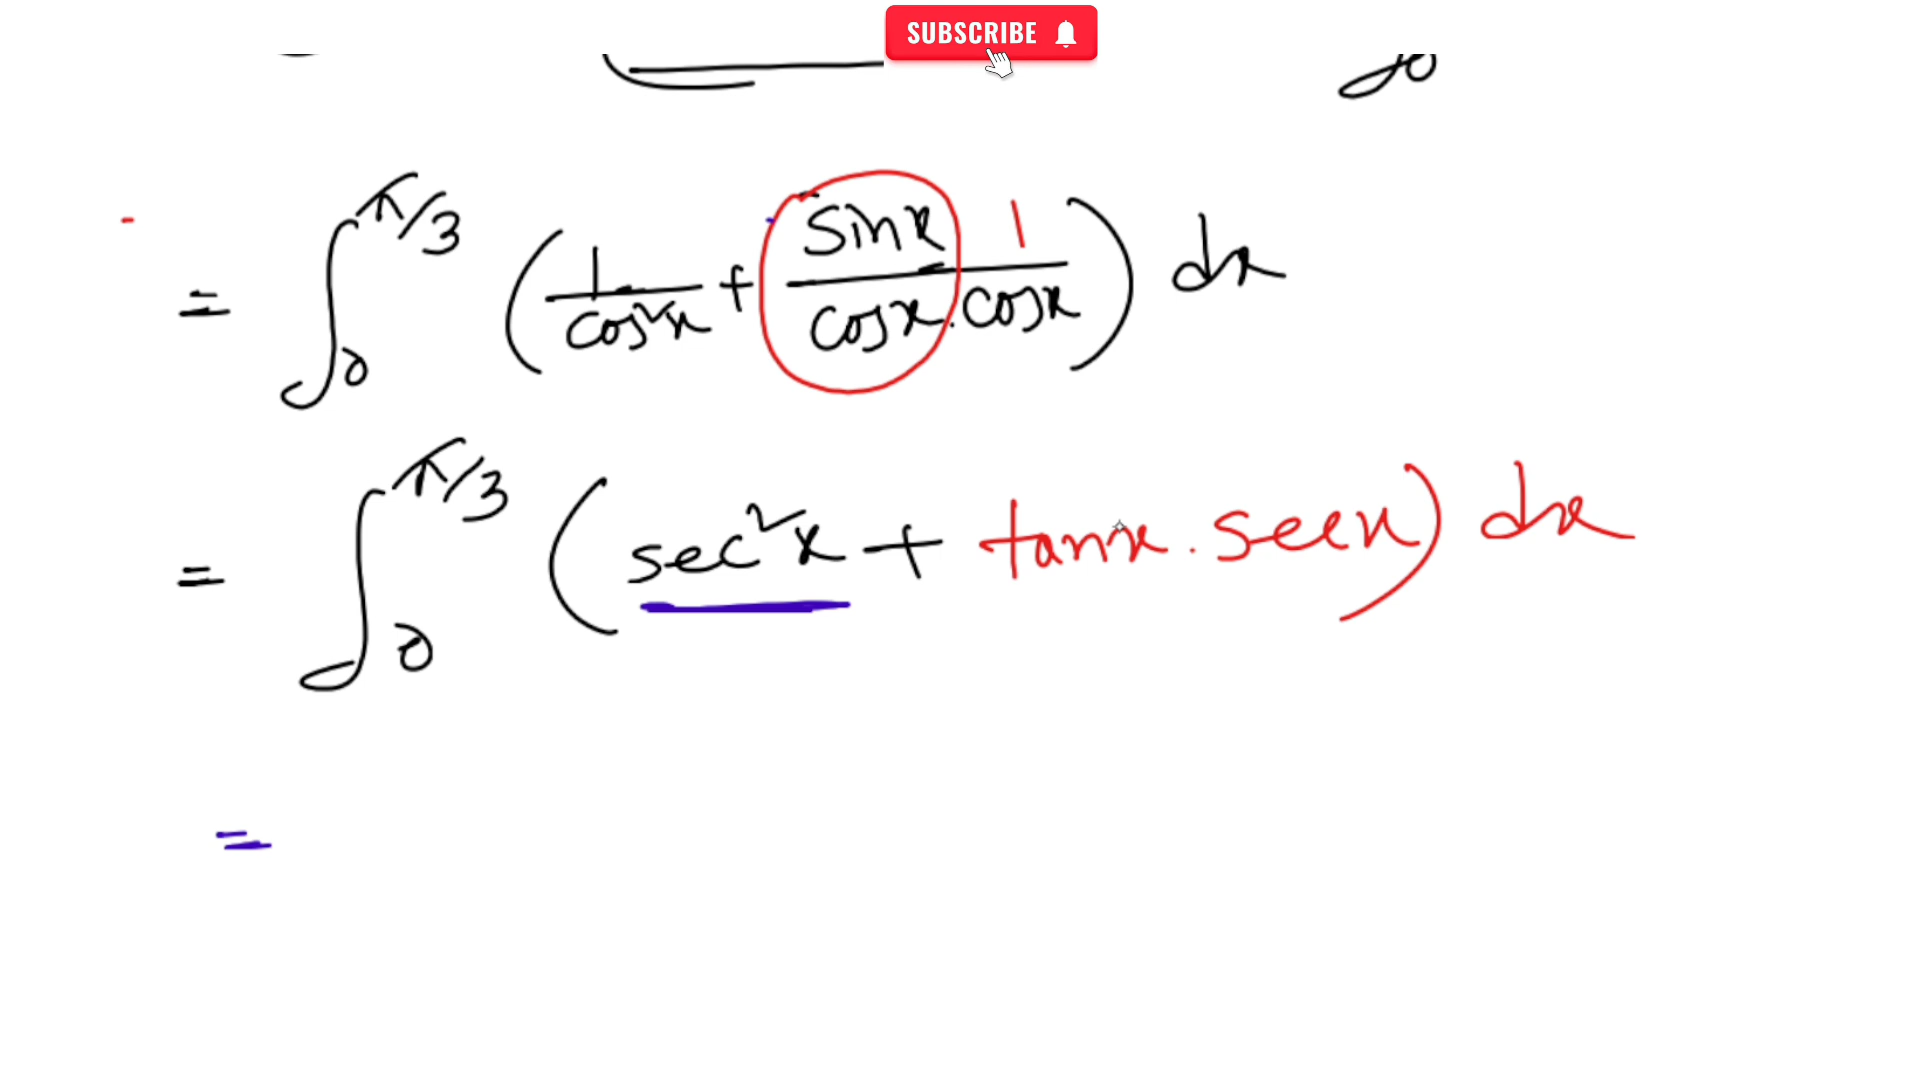 SUBSCRIBE
= ∫₀^π/3 (1/cos²x + sinx/cosx · 1/cosx) dx
= ∫₀^π/3 (sec²x + tanx . secx) dx
=